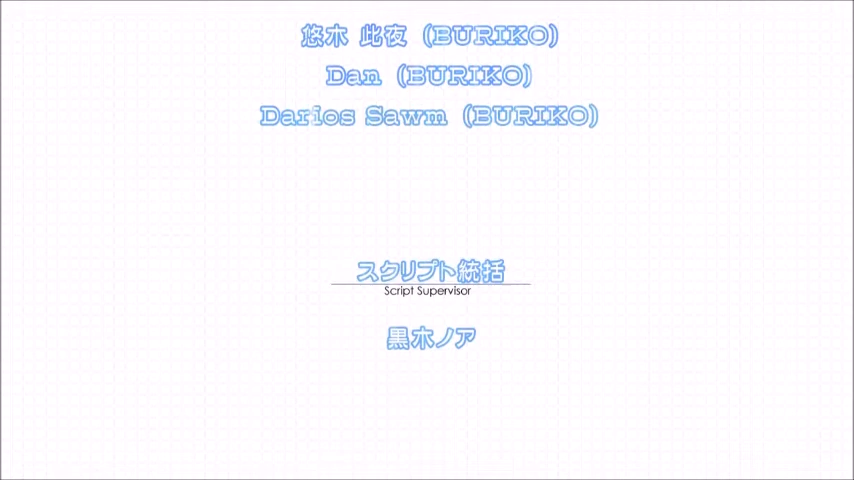 悠木 此夜 (BURIKO)
Dan (BURIKO)
Darios Sawm (BURIKO)
スクリプト統括
Script Supervisor
黒木ノア